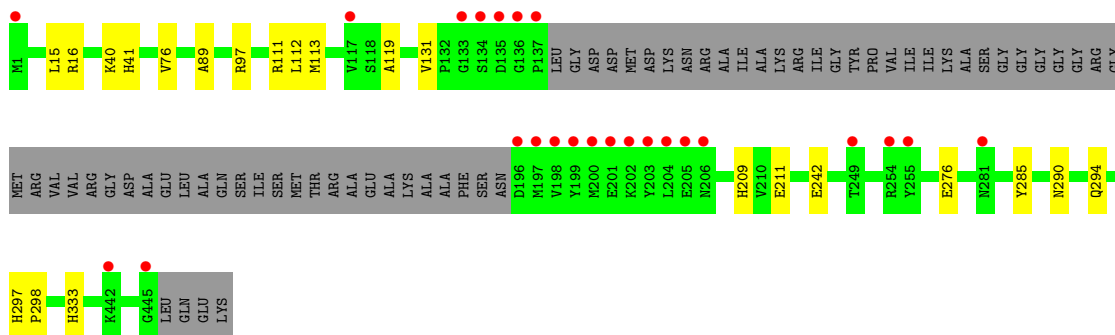 M1 L15 R16 K40 H41 V76 A89 R97 R111 L112 M113 V117 S118 A119 V131 P132 G133 S134 D135 G136 P137 LEU GLY ASP ASP MET ASP LYS ASN ARG ALA ILE ALA LYS ARG ILE GLY TYR PRO VAL ILE ILE LYS ALA SER GLY GLY GLY GLY GLY ARG GLY
MET ARG VAL VAL ARG GLY ASP ALA GLU LEU ALA GLN SER ILE SER MET THR ARG ALA GLU ALA LYS ALA ALA PHE SER ASN D196 M197 V198 Y199 M200 E201 K202 Y203 L204 E205 N206 H209 V210 E211 E242 T249 R254 Y255 E276 N281 Y285 N290 Q294
H297 P298 H333 K442 G445 LEU GLN GLU LYS